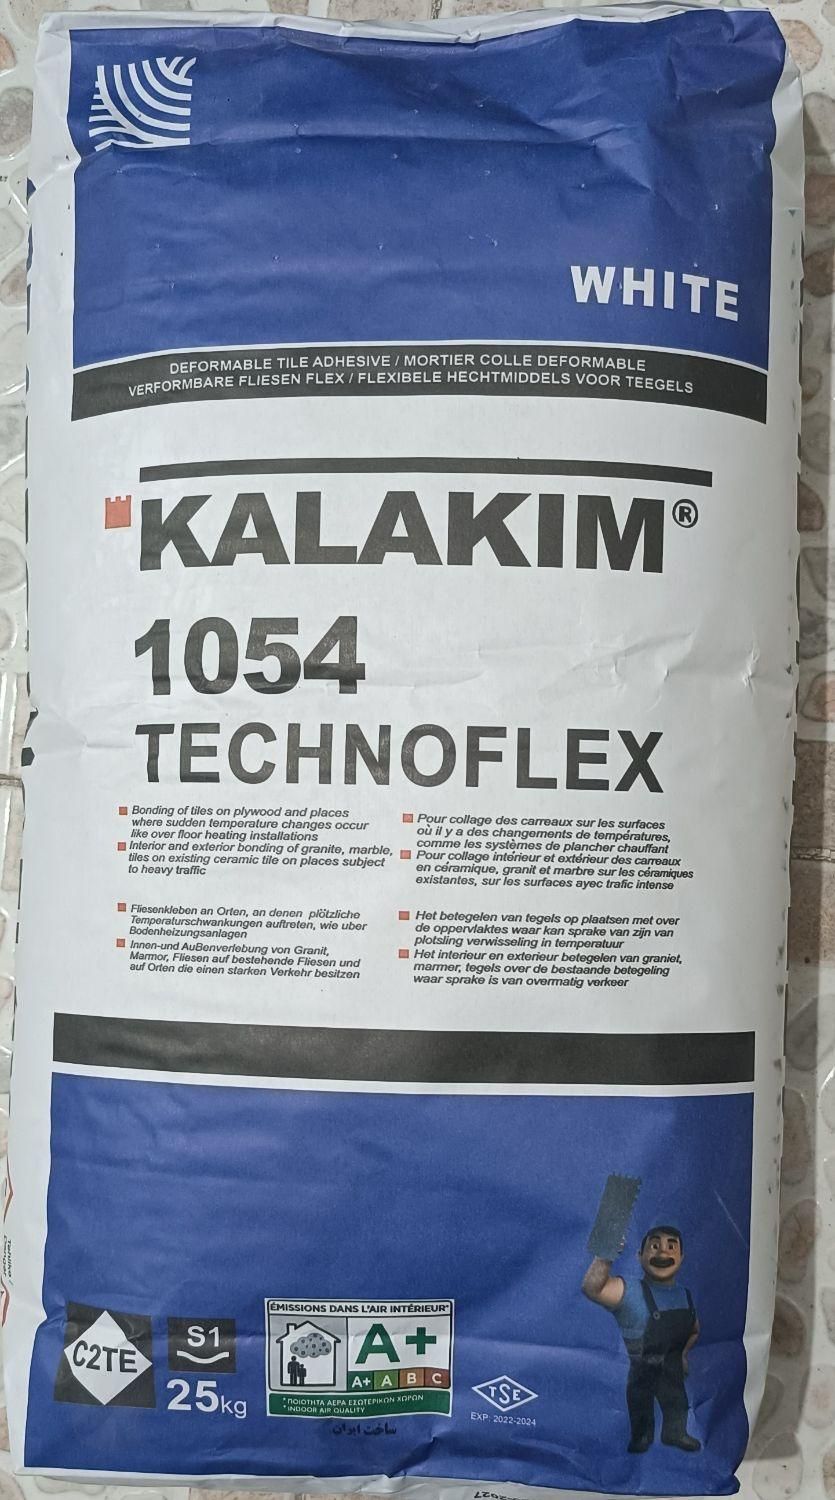 WHITE
DEFORMABLE TILE ADHESIVE / MORTIER COLLE DEFORMABLE
VERFORMBARE FLIESEN FLEX / FLEXIBELE HECHTMIDDELS VOOR TEEGELS
KALAKIM®
1054
TECHNOFLEX
Bonding of tiles on plywood and places
where sudden temperature changes occur
like over floor heating installations
Interior and exterior bonding of granite, marble,
tiles on existing ceramic tile on places subject
to heavy traffic
Pour collage des carreaux sur les surfaces
où il y a des changements de températures,
comme les systèmes de plancher chauffant
Pour collage intérieur et extérieur des carreaux
en céramique, granit et marbre sur les céramiques
existantes, sur les surfaces ayec trafic intense
Fliesenkleben an Orten, an denen plötzliche
Temperaturschwankungen auftreten, wie uber
Bodenheizungsanlagen
Innen-und AuBenverlebung von Granit,
Marmor, Fliesen auf bestehende Fliesen und
auf Orten die einen starken Verkehr besitzen
Het betegelen van tegels op plaatsen met over
de oppervlaktes waar kan sprake van zijn van
plotsling verwisseling in temperatuur
Het interieur en exterieur betegelen van graniet,
marmer, tegels over de bestaande betegeling
waar sprake is van overmatig verkeer
C2TE
S1
25kg
ÉMISSIONS DANS L'AIR INTÉRIEUR*
A+
A+ A B C
*ΠΟΙΟΤΗΤΑ ΑΕΡΑ ΕΣΩΤΕΡΙΚΩΝ ΧΩΡΩΝ
*INDOOR AIR QUALITY
ساخت ایران
TSE
EXP: 2022-2024